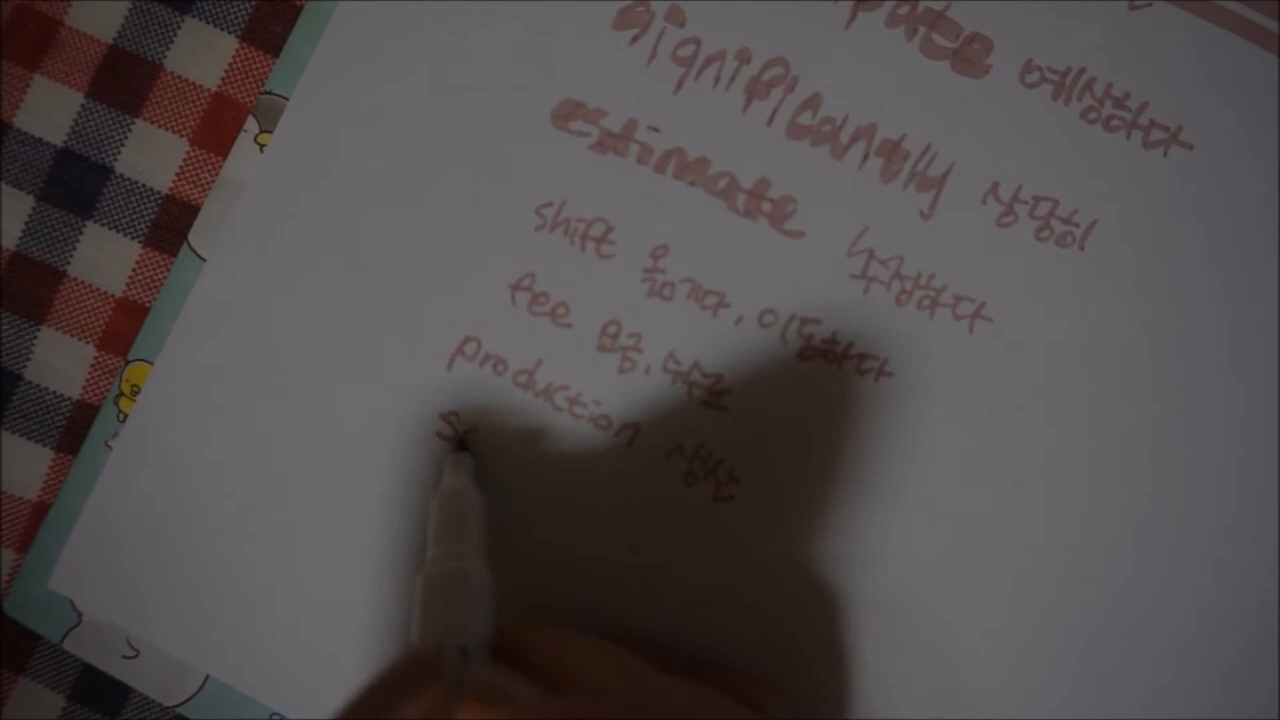 pate 예상하다
significantly 상당히
estimate 추정하다
shift 옮기다, 이동하다
fee 요금, 수수료
production 생산
S